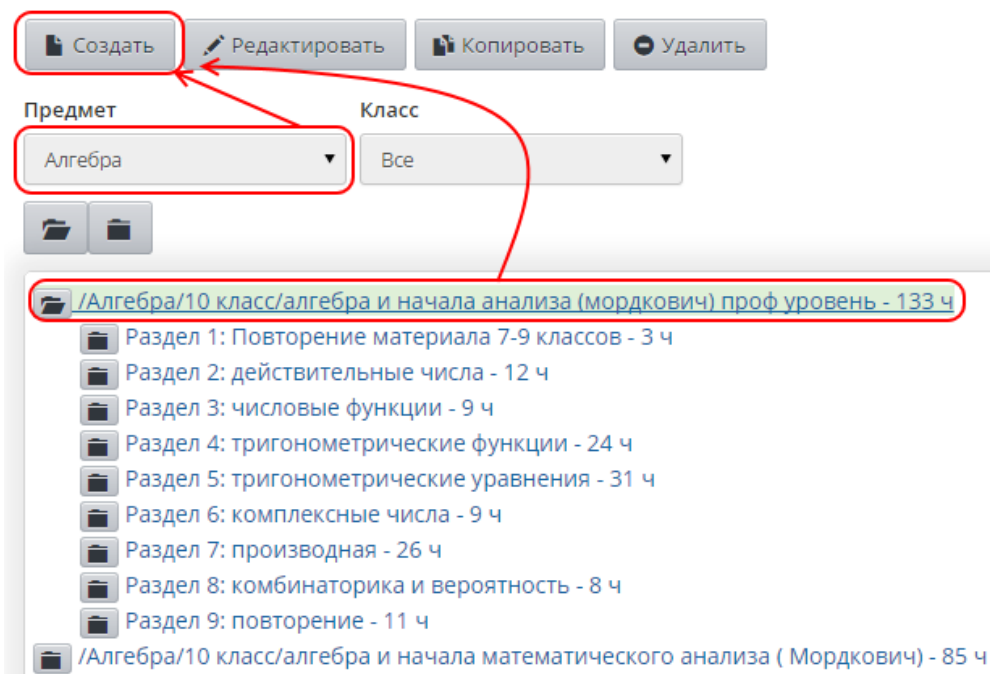 Создать Редактировать Копировать Удалить
Предмет Класс
Алгебра Все
/Алгебра/10 класс/алгебра и начала анализа (мордкович) проф уровень - 133 ч
Раздел 1: Повторение материала 7-9 классов - 3 ч
Раздел 2: действительные числа - 12 ч
Раздел 3: числовые функции - 9 ч
Раздел 4: тригонометрические функции - 24 ч
Раздел 5: тригонометрические уравнения - 31 ч
Раздел 6: комплексные числа - 9 ч
Раздел 7: производная - 26 ч
Раздел 8: комбинаторика и вероятность - 8 ч
Раздел 9: повторение - 11 ч
/Алгебра/10 класс/алгебра и начала математического анализа ( Мордкович) - 85 ч